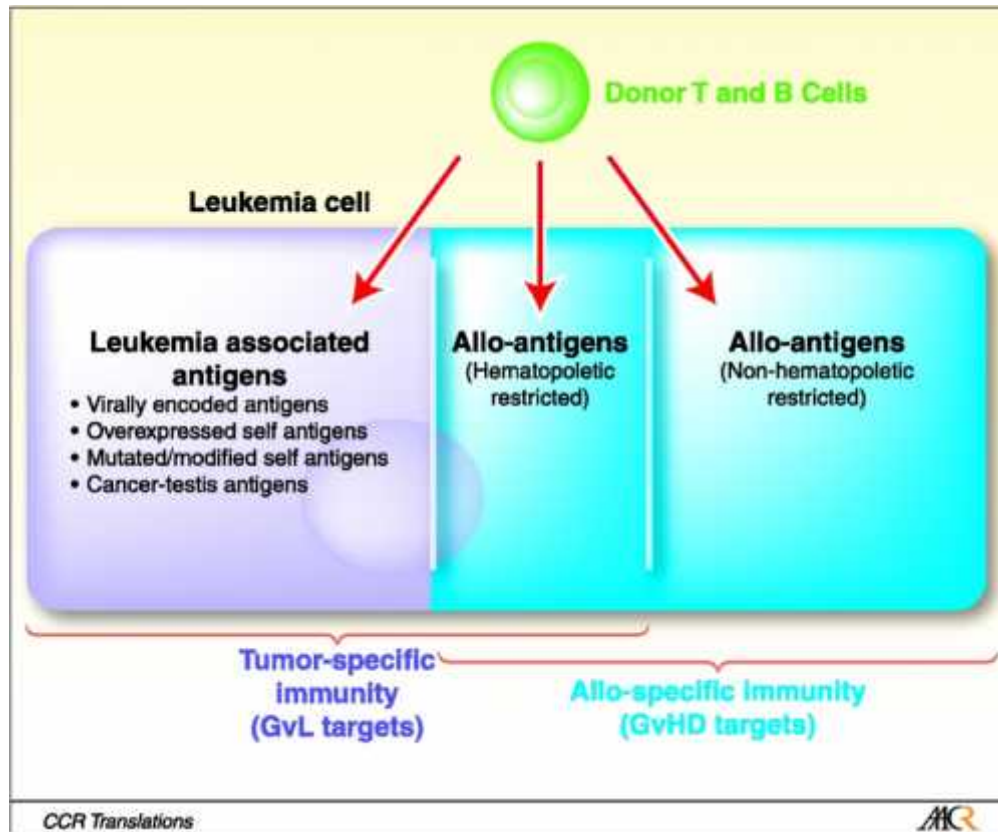 Donor T and B Cells
Leukemia cell
Leukemia associated
antigens
• Virally encoded antigens
• Overexpressed self antigens
• Mutated/modified self antigens
• Cancer-testis antigens
Allo-antigens
(Hematopoletic
restricted)
Allo-antigens
(Non-hematopoletic
restricted)
Tumor-specific
immunity
(GvL targets)
Allo-specific immunity
(GvHD targets)
CCR Translations
AACR